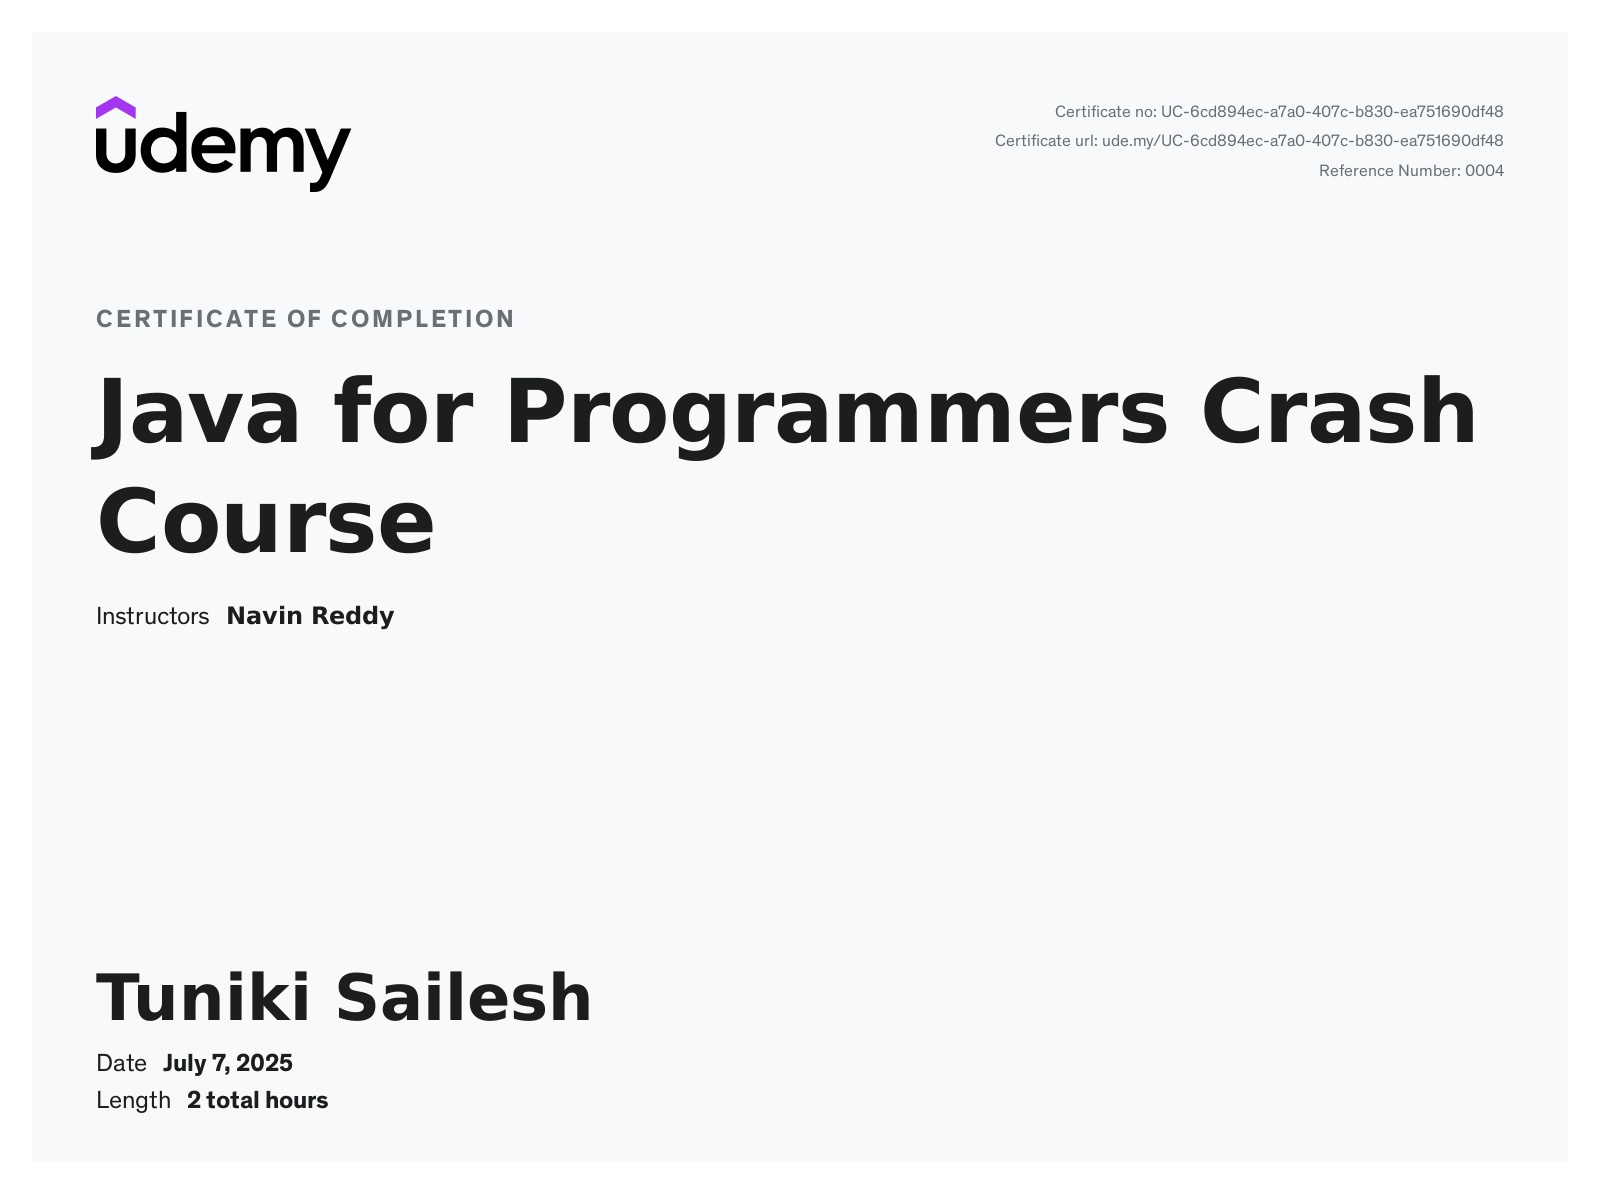 udemy
Certificate no: UC-6cd894ec-a7a0-407c-b830-ea751690df48
Certificate url: ude.my/UC-6cd894ec-a7a0-407c-b830-ea751690df48
Reference Number: 0004
CERTIFICATE OF COMPLETION
Java for Programmers Crash
Course
Instructors Navin Reddy
Tuniki Sailesh
Date July 7, 2025
Length 2 total hours